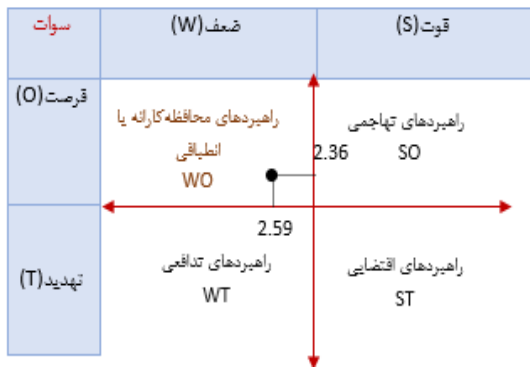 سوات
ضعف(W)
قوت(S)
فرصت(O)
راهبردهای تهاجمی
SO
راهبردهای محافظه‌کارانه یا
انطباقی
WO
2.36
2.59
تهدید(T)
راهبردهای اقتضایی
ST
راهبردهای تدافعی
WT